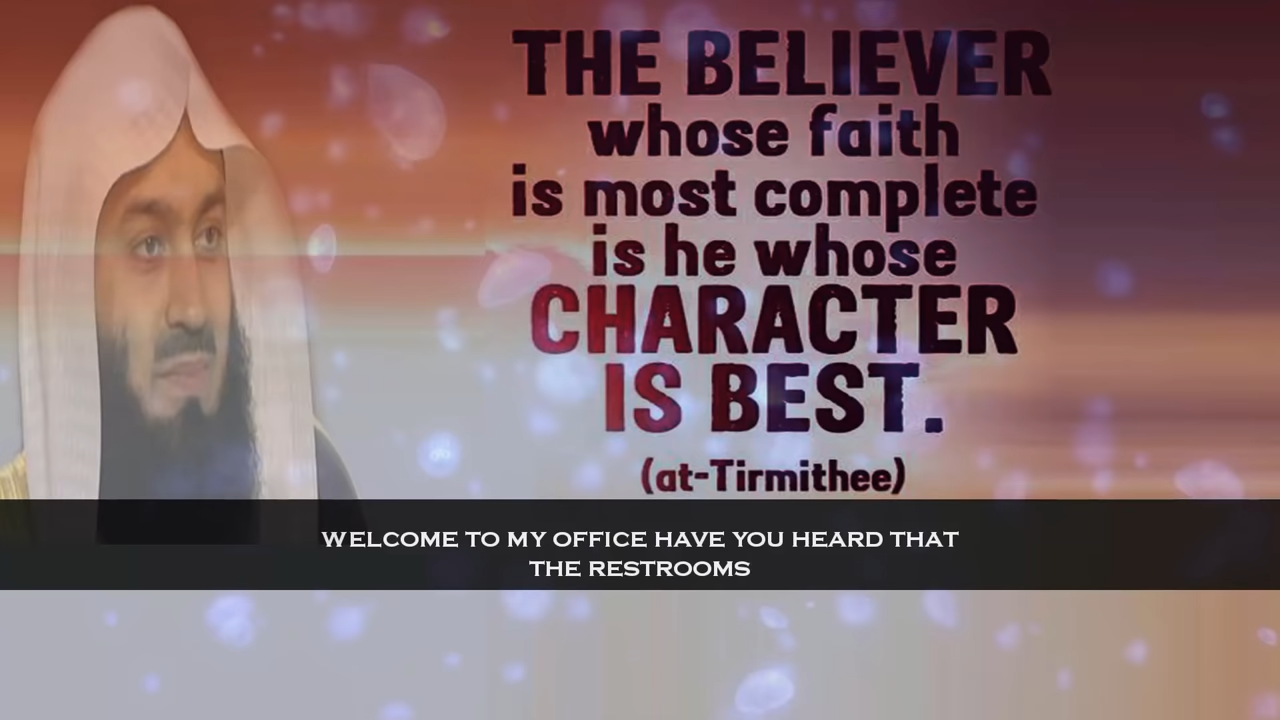 THE BELIEVER
whose faith
is most complete
is he whose
CHARACTER
IS BEST.
(at-Tirmithee)
WELCOME TO MY OFFICE HAVE YOU HEARD THAT
THE RESTROOMS